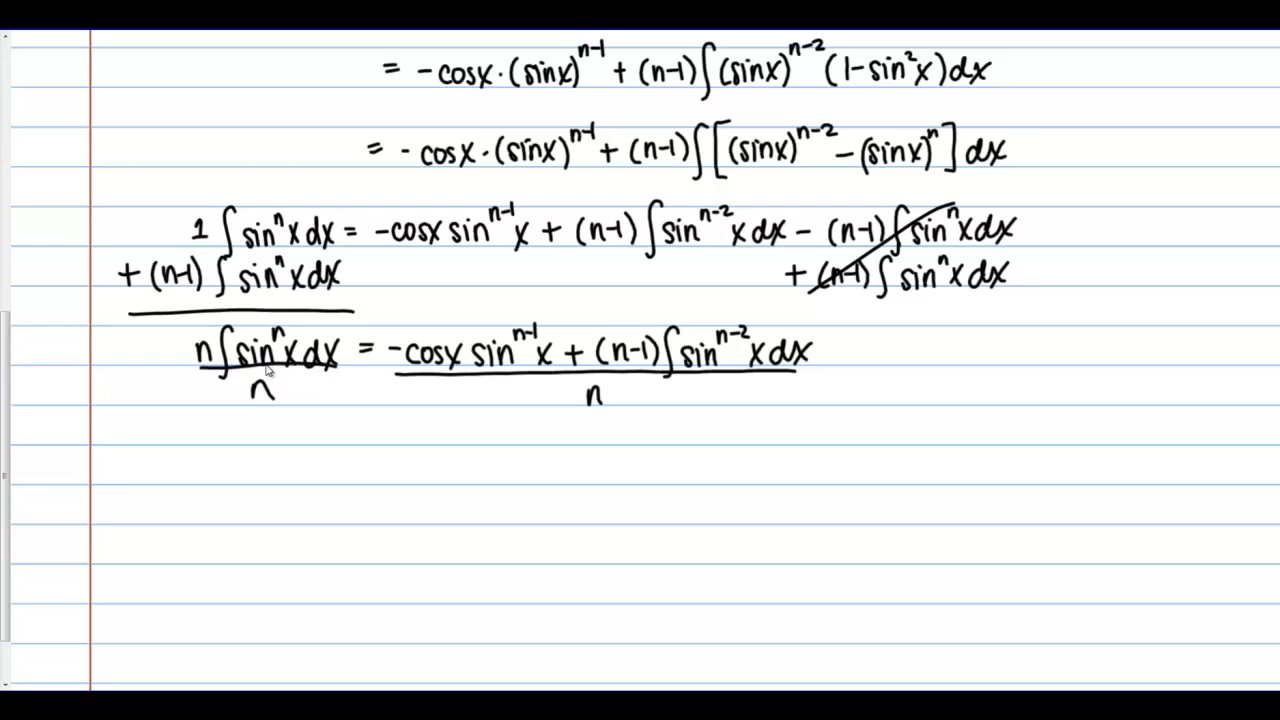 = -cosx·(sinx)^{n-1} + (n-1)∫(sinx)^{n-2}(1-sin²x)dx
= -cosx·(sinx)^{n-1} + (n-1)∫[(sinx)^{n-2} - (sinx)^n]dx
1∫sin^n x dx = -cosx sin^{n-1}x + (n-1)∫sin^{n-2}x dx - (n-1)∫sin^n x dx
+ (n-1)∫sin^n x dx + (n-1)∫sin^n x dx
n∫sin^n x dx = -cosx sin^{n-1}x + (n-1)∫sin^{n-2}x dx
n n